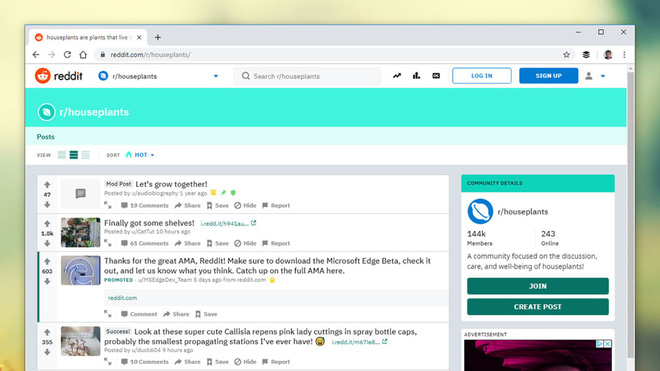 houseplants are plants that live
reddit.com/r/houseplants/
reddit
r/houseplants
Search r/houseplants
LOG IN
SIGN UP
r/houseplants
Posts
VIEW
SORT
HOT
47
Mod Post
Let's grow together!
Posted by u/audiobiography 1 year ago
19 Comments
Share
Save
Hide
Report
1.8k
Finally got some shelves!
i.redd.it/h941au...
Posted by u/CatTut 10 hours ago
61 Comments
Share
Save
Hide
Report
603
Thanks for the great AMA, Reddit! Make sure to download the Microsoft Edge Beta, check it
out, and let us know what you think. Catch up on the full AMA here.
PROMOTED · u/MSEdgeDev_Team 5 days ago from reddit.com
reddit.com
Comment
Share
Save
355
Success!
Look at these super cute Callisia repens pink lady cuttings in spray bottle caps,
probably the smallest propagating stations I've ever have!
i.redd.it/m67le8...
Posted by u/duck604 9 hours ago
10 Comments
Share
Save
Hide
Report
COMMUNITY DETAILS
r/houseplants
144k
243
Members
Online
A community focused on the discussion,
care, and well-being of houseplants!
JOIN
CREATE POST
ADVERTISEMENT